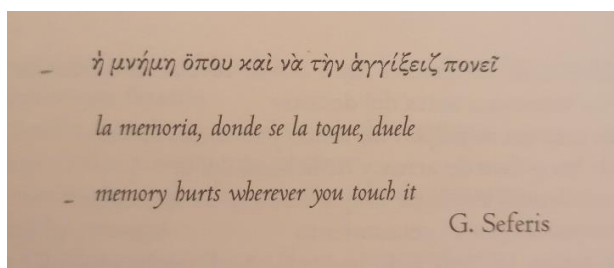 ἡ μνήμη ὅπου καὶ νὰ τὴν ἀγγίξειζ πονεῖ
la memoria, donde se la toque, duele
memory hurts wherever you touch it
G. Seferis